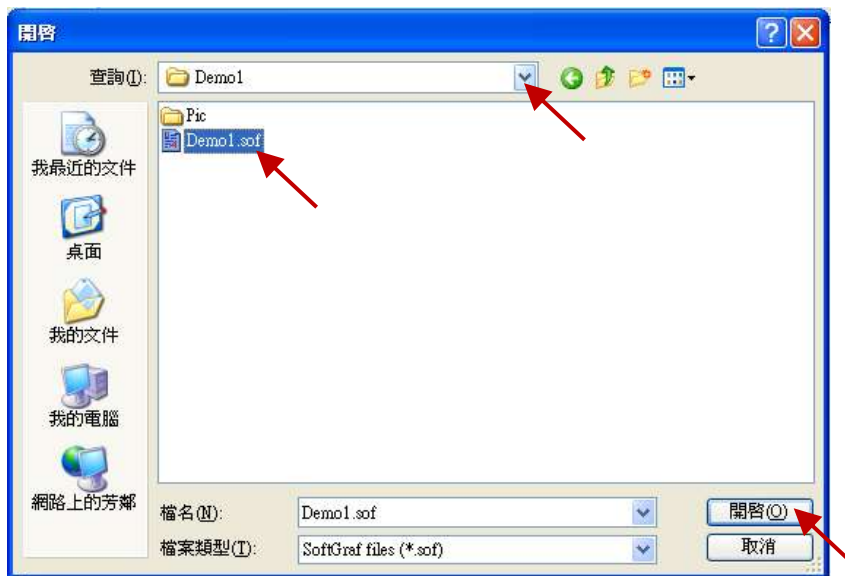 開啓
查詢(I):
Demo1
Pic
Demo1.sof
我最近的文件
桌面
我的文件
我的電腦
網路上的芳鄰
檔名(N):
Demo1.sof
開啓(O)
檔案類型(T):
SoftGraf files (*.sof)
取消